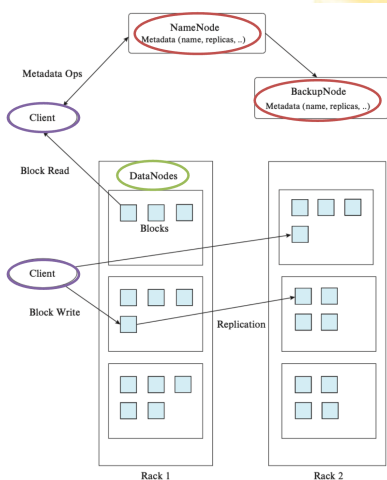 NameNode
Metadata (name, replicas, ..)
Metadata Ops
BackupNode
Metadata (name, replicas, ..)
Client
Block Read
DataNodes
Blocks
Client
Block Write
Replication
Rack 1
Rack 2